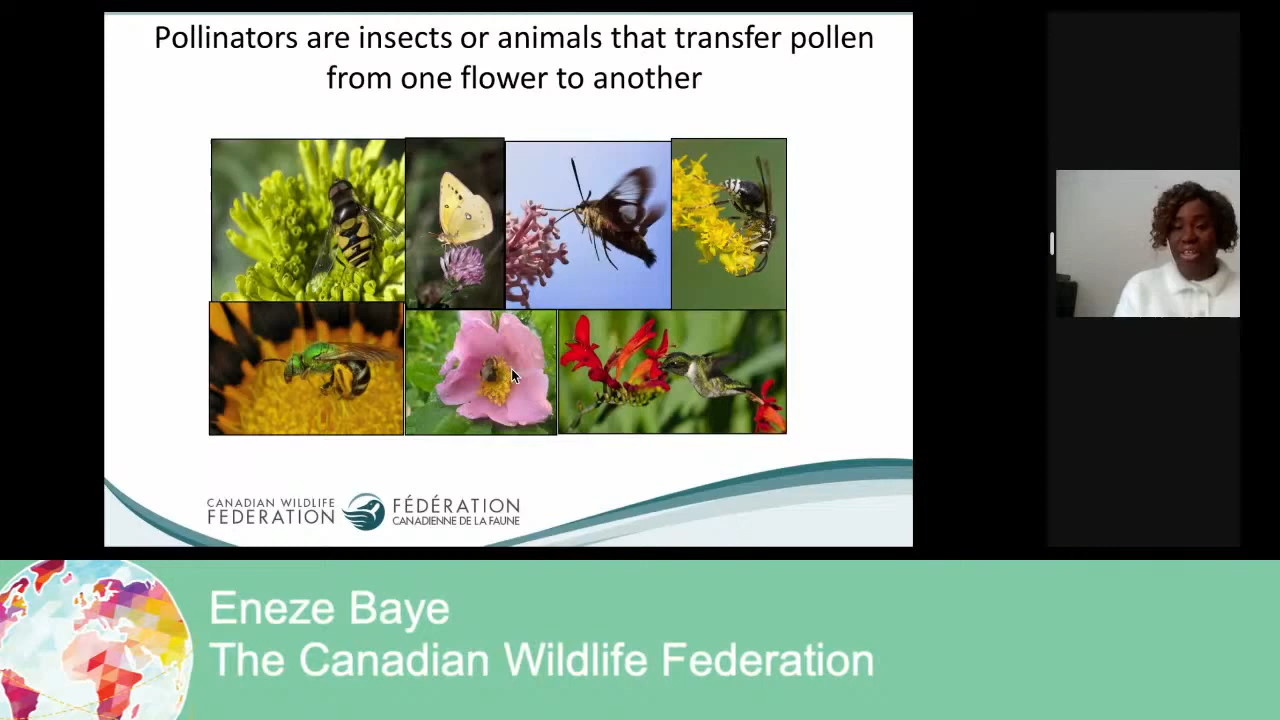 Pollinators are insects or animals that transfer pollen
from one flower to another
CANADIAN WILDLIFE
FEDERATION
FÉDÉRATION
CANADIENNE DE LA FAUNE
Eneze Baye
The Canadian Wildlife Federation